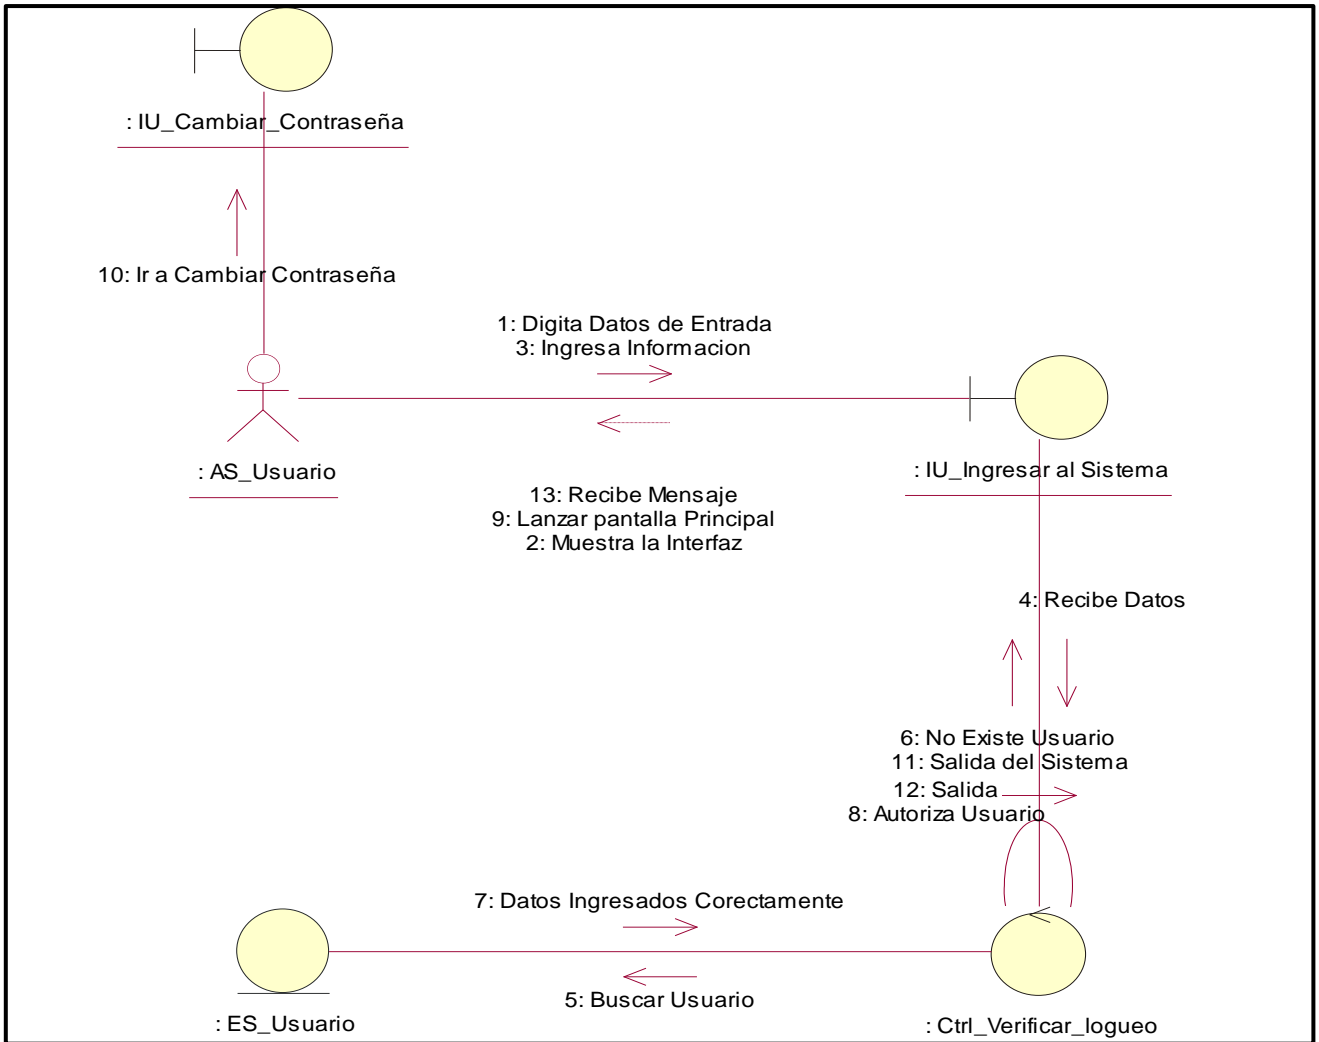 : IU_Cambiar_Contraseña
10: Ir a Cambiar Contraseña
1: Digita Datos de Entrada
3: Ingresa Informacion
: AS_Usuario
: IU_Ingresar al Sistema
13: Recibe Mensaje
9: Lanzar pantalla Principal
2: Muestra la Interfaz
4: Recibe Datos
6: No Existe Usuario
11: Salida del Sistema
12: Salida
8: Autoriza Usuario
7: Datos Ingresados Corectamente
5: Buscar Usuario
: ES_Usuario
: Ctrl_Verificar_logueo